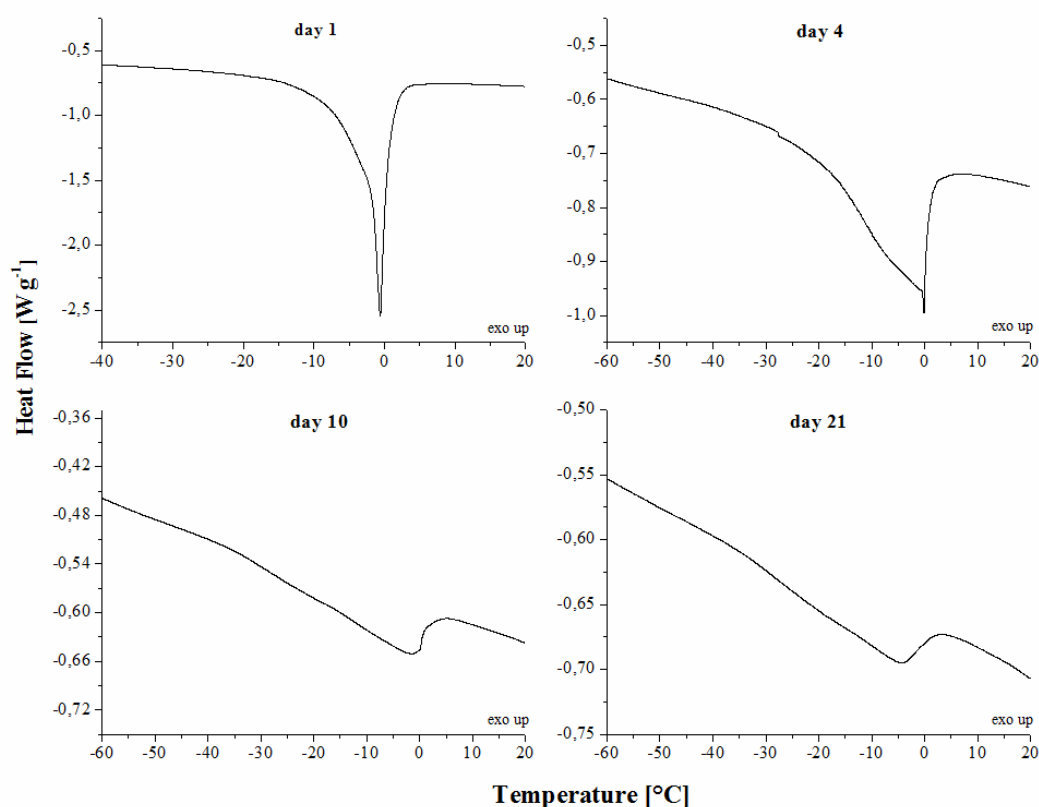 day 1
-0,5
-1,0
-1,5
-2,0
-2,5
exo up
-40 -30 -20 -10 0 10 20
day 4
-0,5
-0,6
-0,7
-0,8
-0,9
-1,0
exo up
-60 -50 -40 -30 -20 -10 0 10 20
Heat Flow [W g-1]
day 10
-0,36
-0,42
-0,48
-0,54
-0,60
-0,66
-0,72
exo up
-60 -50 -40 -30 -20 -10 0 10 20
day 21
-0,50
-0,55
-0,60
-0,65
-0,70
-0,75
exo up
-60 -50 -40 -30 -20 -10 0 10 20
Temperature [°C]